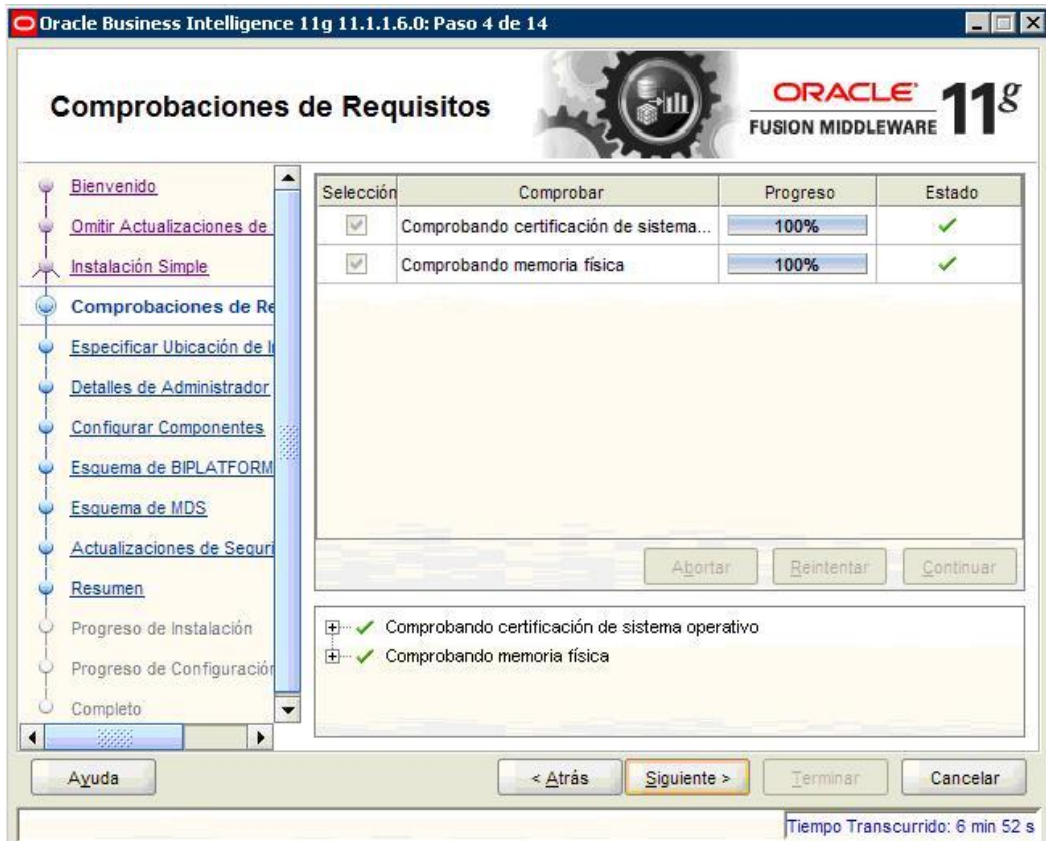 Oracle Business Intelligence 11g 11.1.1.6.0: Paso 4 de 14
Comprobaciones de Requisitos
ORACLE
FUSION MIDDLEWARE
11g
Bienvenido
Omitir Actualizaciones de
Instalación Simple
Comprobaciones de Re
Especificar Ubicación de
Detalles de Administrador
Configurar Componentes
Esquema de BIPLATFORM
Esquema de MDS
Actualizaciones de Seguri
Resumen
Progreso de Instalación
Progreso de Configuración
Completo
Selección Comprobar Progreso Estado
Comprobando certificación de sistema... 100%
Comprobando memoria física 100%
Abortar Reintentar Continuar
Comprobando certificación de sistema operativo
Comprobando memoria física
Ayuda < Atrás Siguiente > Terminar Cancelar
Tiempo Transcurrido: 6 min 52 s